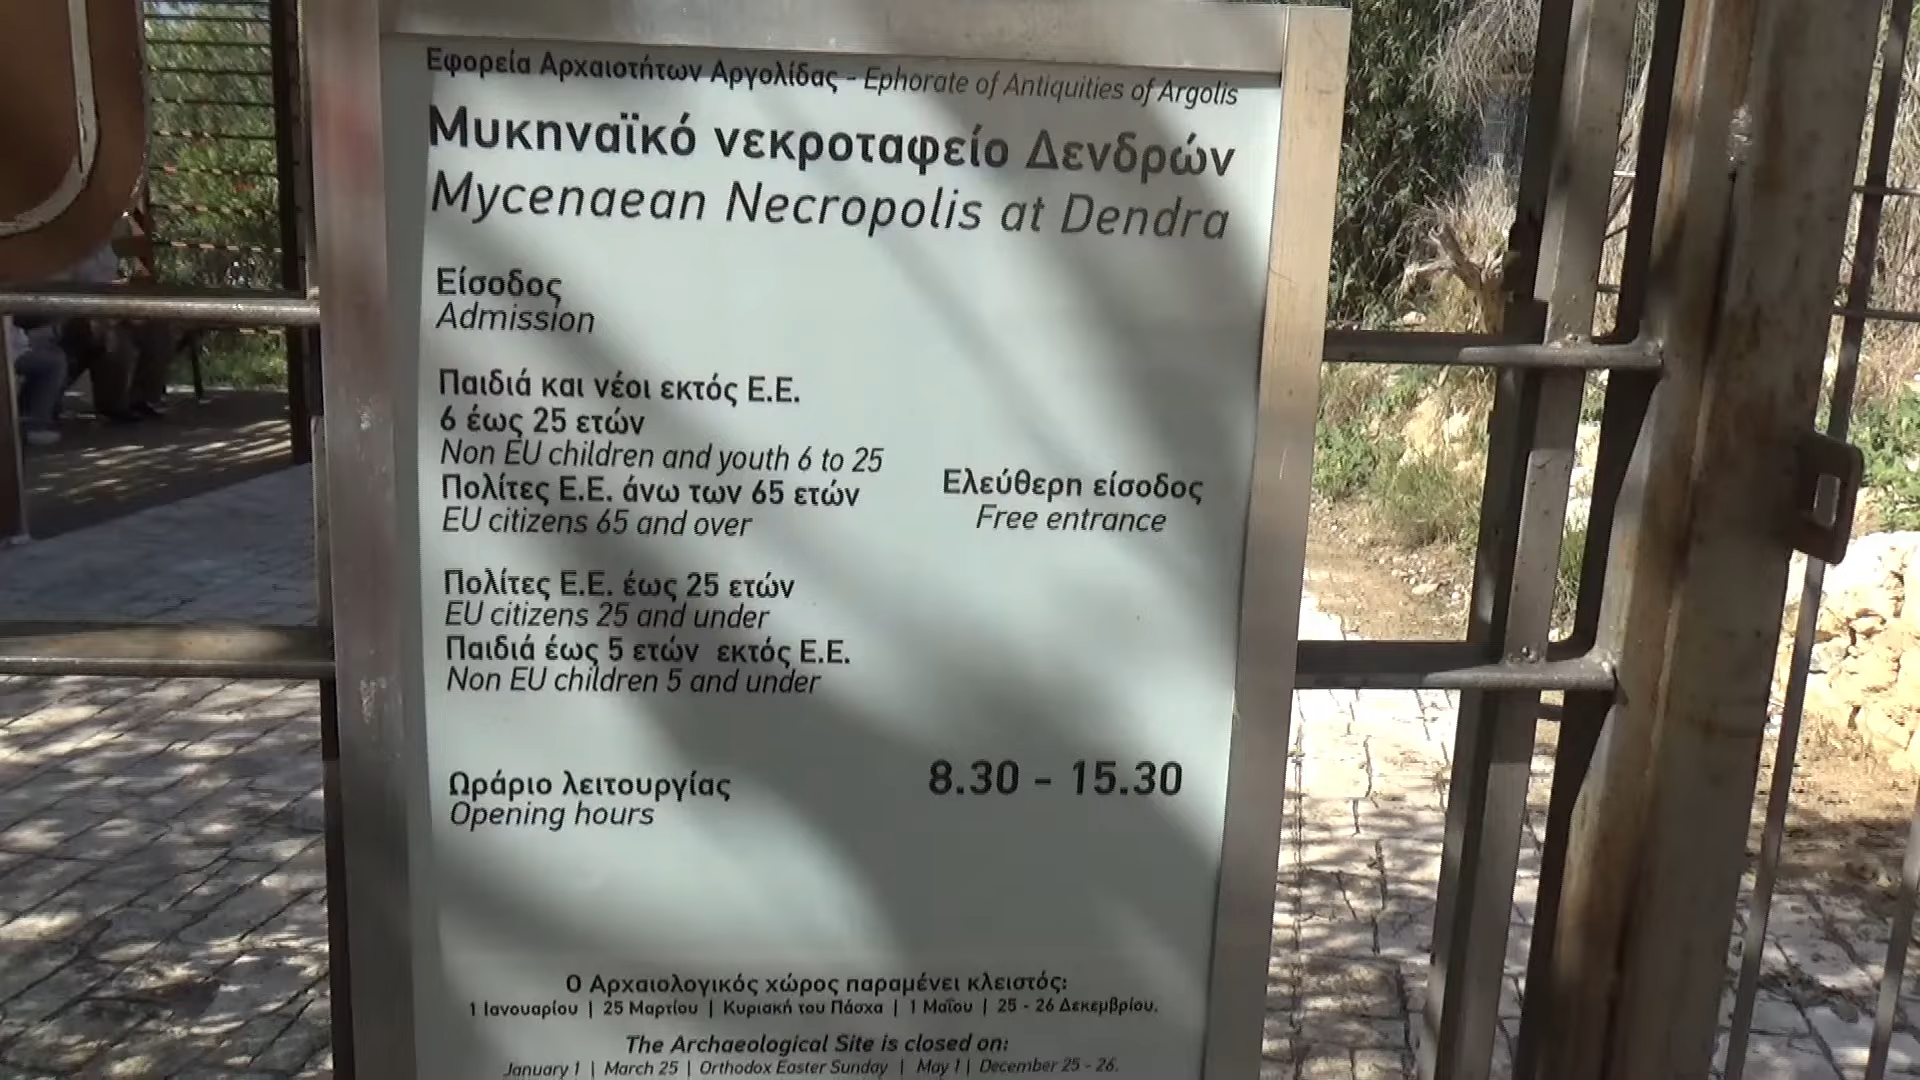 Εφορεία Αρχαιοτήτων Αργολίδας - Ephorate of Antiquities of Argolis
Μυκηναϊκό νεκροταφείο Δενδρών
Mycenaean Necropolis at Dendra
Είσοδος
Admission
Παιδιά και νέοι εκτός Ε.Ε.
6 έως 25 ετών
Non EU children and youth 6 to 25
Πολίτες Ε.Ε. άνω των 65 ετών
EU citizens 65 and over
Ελεύθερη είσοδος
Free entrance
Πολίτες Ε.Ε. έως 25 ετών
EU citizens 25 and under
Παιδιά έως 5 ετών εκτός Ε.Ε.
Non EU children 5 and under
Ωράριο λειτουργίας
Opening hours
8.30 - 15.30
Ο Αρχαιολογικός χώρος παραμένει κλειστός:
1 Ιανουαρίου | 25 Μαρτίου | Κυριακή του Πάσχα | 1 Μαΐου | 25 - 26 Δεκεμβρίου.
The Archaeological Site is closed on:
January 1 | March 25 | Orthodox Easter Sunday | May 1 | December 25 - 26.